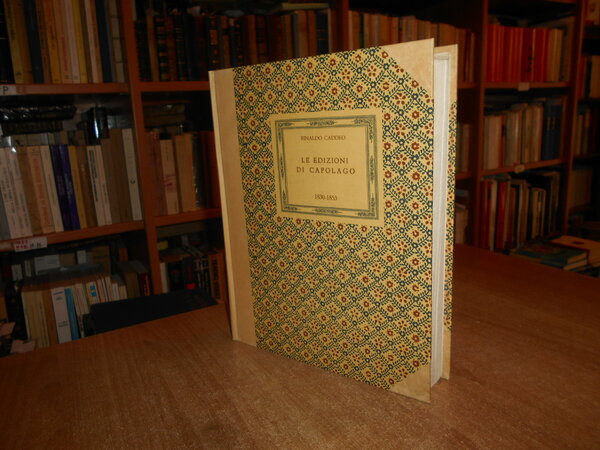 RINALDO CADDEO
LE EDIZIONI
DI CAPOLAGO
1830-1853